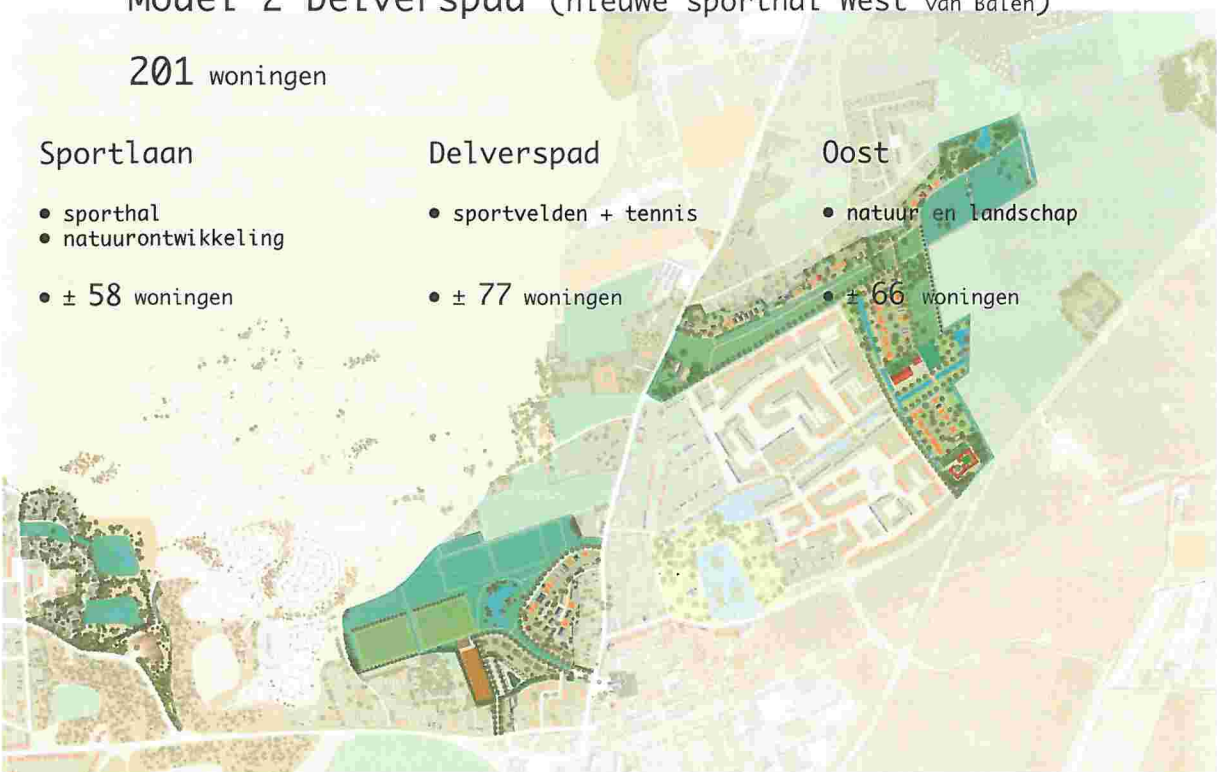 Model 2 Delverspad (nieuwe sporthal West van Balen)
201 woningen
Sportlaan
• sporthal
• natuurontwikkeling
• ± 58 woningen
Delverspad
• sportvelden + tennis
• ± 77 woningen
Oost
• natuur en landschap
• ± 66 woningen